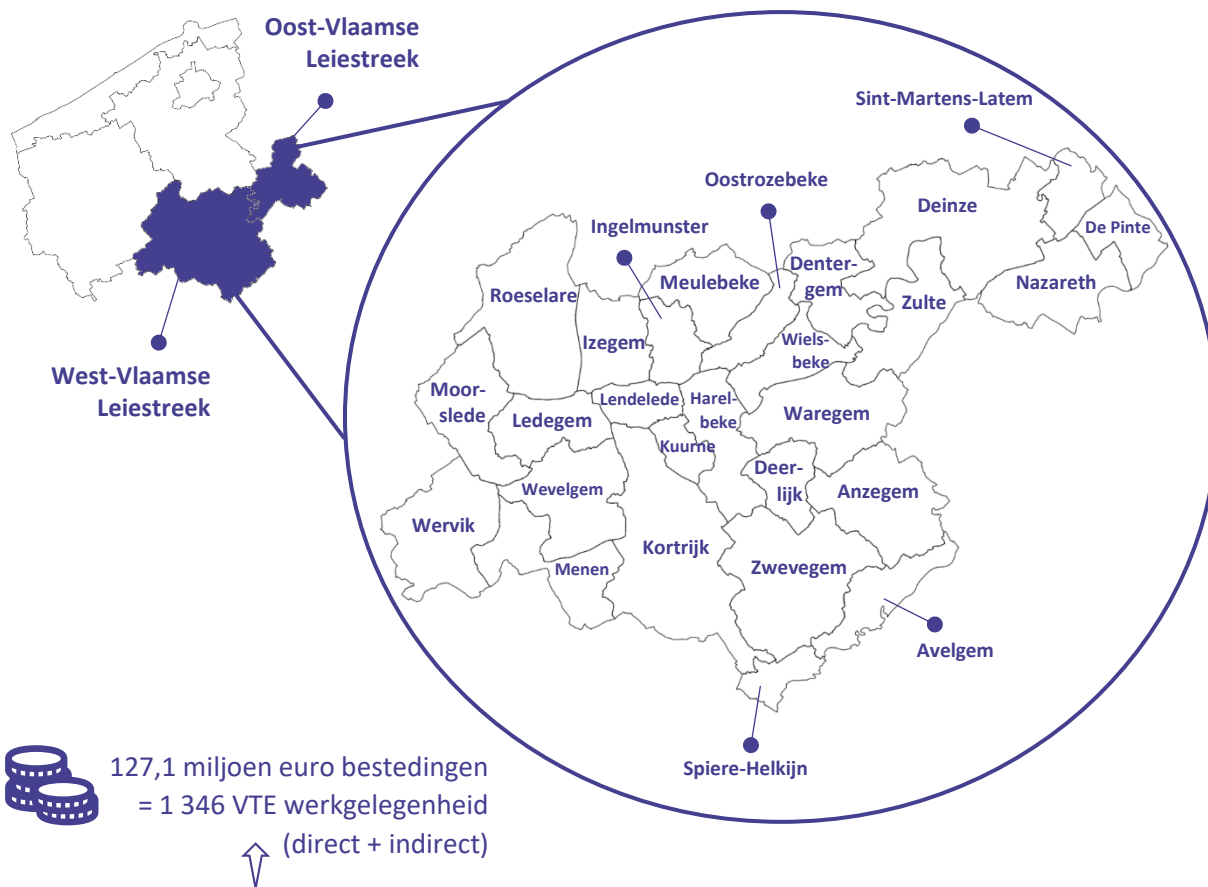 Oost-Vlaamse
Leiestreek
West-Vlaamse
Leiestreek
Sint-Martens-Latem
Oostrozebeke
Ingelmunster
Deinze
De Pinte
Nazareth
Denter-
gem
Meulebeke
Roeselare
Zulte
Izegem
Wiels-
beke
Moor-
slede
Lendelede
Harel-
beke
Waregem
Ledegem
Kuurne
Deer-
lijk
Anzegem
Wevelgem
Wervik
Kortrijk
Zwevegem
Menen
Avelgem
Spiere-Helkijn
127,1 miljoen euro bestedingen
= 1 346 VTE werkgelegenheid
(direct + indirect)